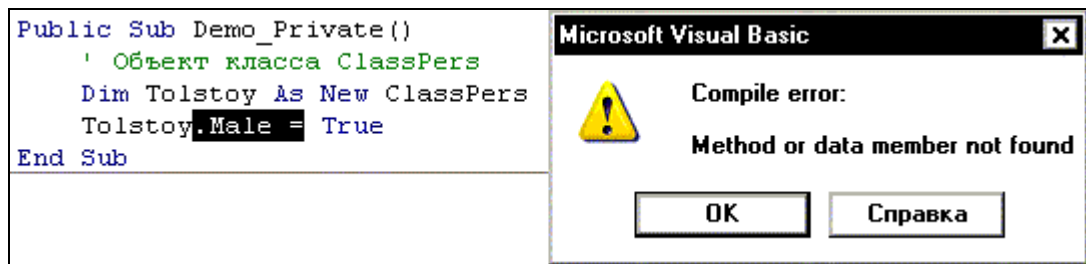 Public Sub Demo_Private()
' Объект класса ClassPers
Dim Tolstoy As New ClassPers
Tolstoy.Male = True
End Sub
Microsoft Visual Basic
Compile error:
Method or data member not found
OK
Справка